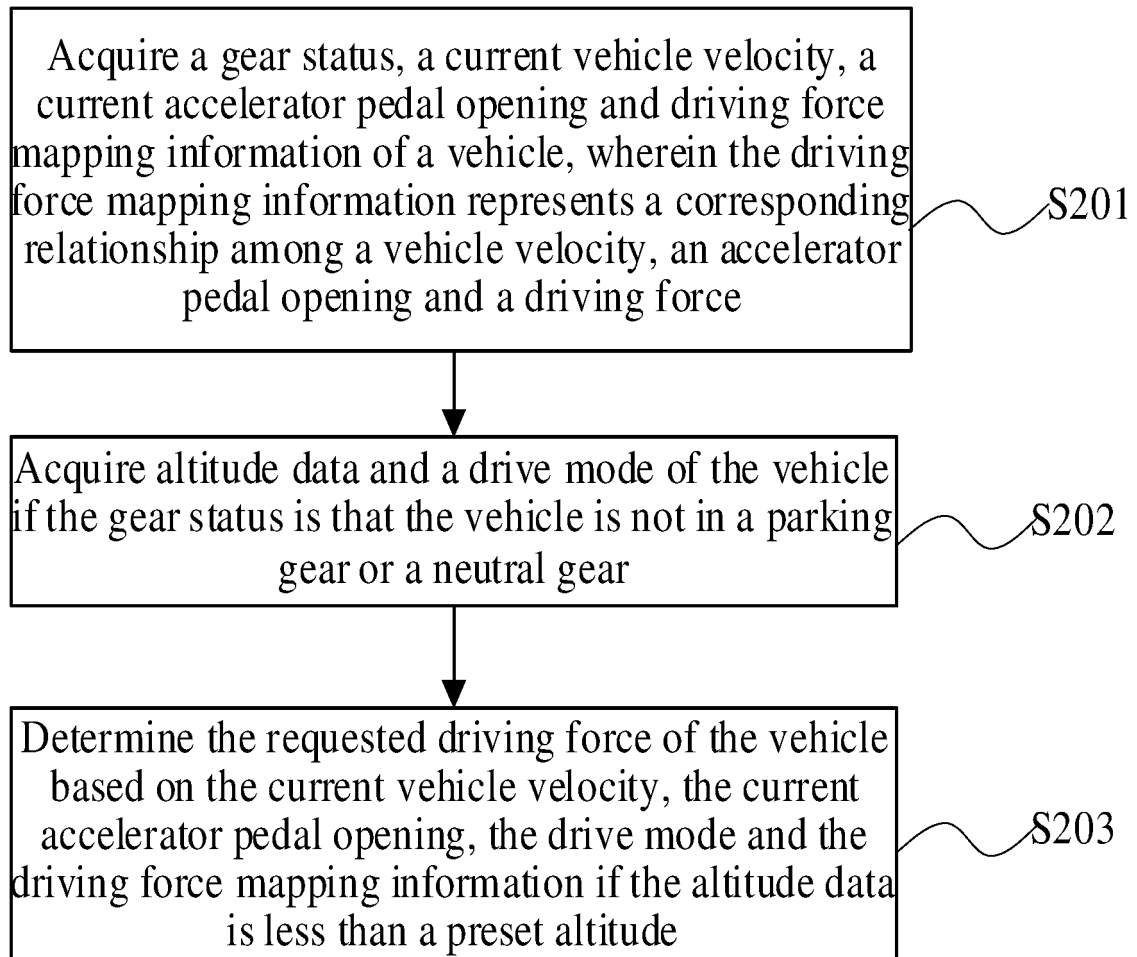 Acquire a gear status, a current vehicle velocity, a
current accelerator pedal opening and driving force
mapping information of a vehicle, wherein the driving
force mapping information represents a corresponding
relationship among a vehicle velocity, an accelerator
pedal opening and a driving force
S201
Acquire altitude data and a drive mode of the vehicle
if the gear status is that the vehicle is not in a parking
gear or a neutral gear
S202
Determine the requested driving force of the vehicle
based on the current vehicle velocity, the current
accelerator pedal opening, the drive mode and the
driving force mapping information if the altitude data
is less than a preset altitude
S203